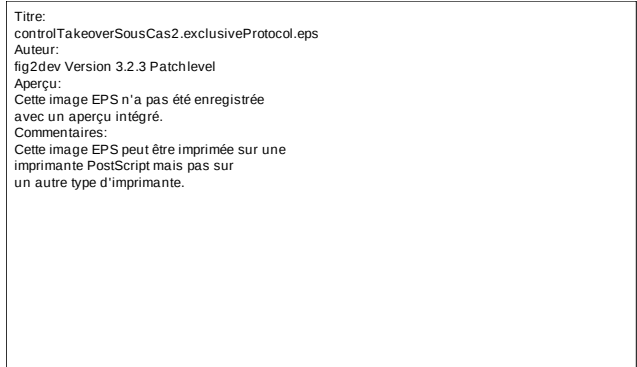 Titre:
controlTakeoverSousCas2.exclusiveProtocol.eps
Auteur:
fig2dev Version 3.2.3 Patchlevel
Aperçu:
Cette image EPS n'a pas été enregistrée
avec un aperçu intégré.
Commentaires:
Cette image EPS peut être imprimée sur une
imprimante PostScript mais pas sur
un autre type d'imprimante.